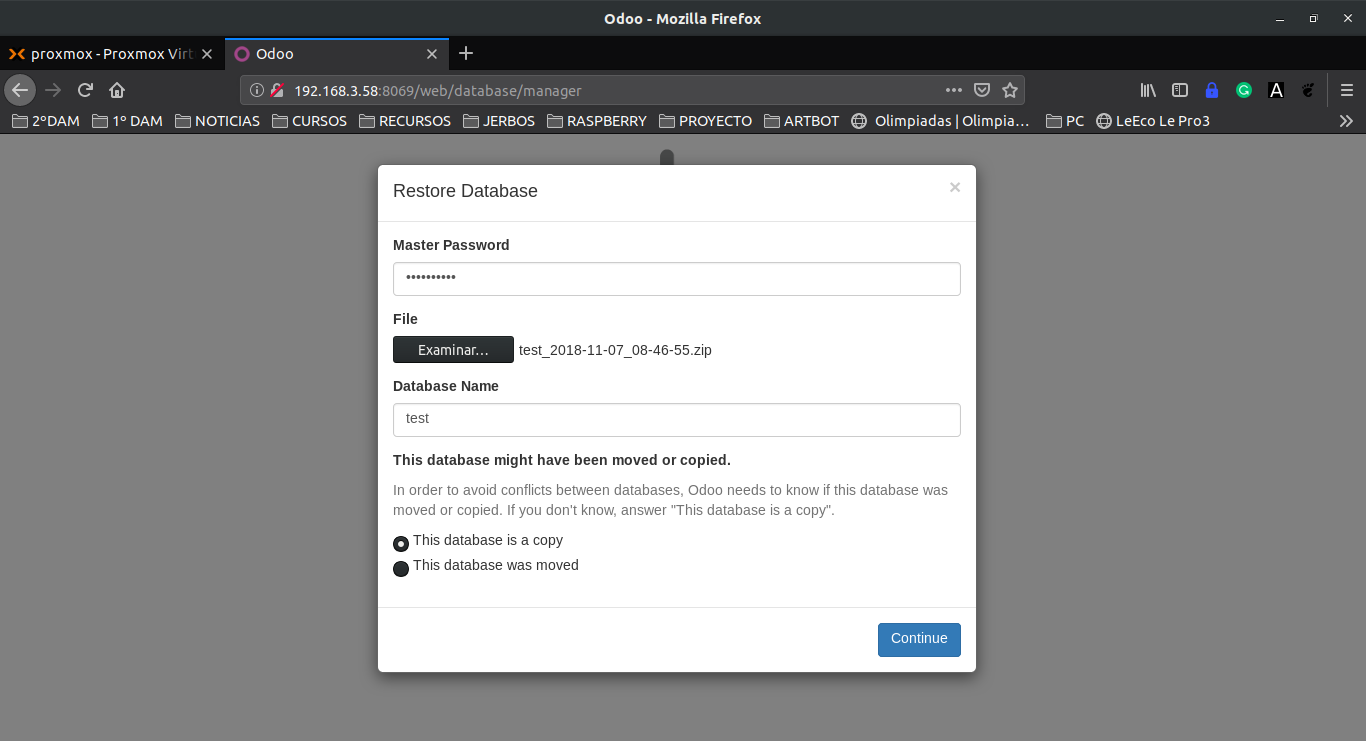 Odoo - Mozilla Firefox
proxmox - Proxmox Virt
Odoo
192.168.3.58:8069/web/database/manager
2ºDAM
1º DAM
NOTICIAS
CURSOS
RECURSOS
JERBOS
RASPBERRY
PROYECTO
ARTBOT
Olimpiadas | Olimpia…
PC
LeEco Le Pro3
Restore Database
×
Master Password
••••••••••
File
Examinar…
test_2018-11-07_08-46-55.zip
Database Name
test
This database might have been moved or copied.
In order to avoid conflicts between databases, Odoo needs to know if this database was
moved or copied. If you don't know, answer "This database is a copy".
This database is a copy
This database was moved
Continue